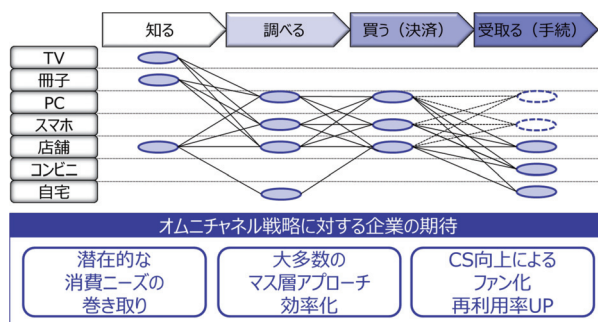 知る
調べる
買う（決済）
受取る（手続）
TV
冊子
PC
スマホ
店舗
コンビニ
自宅
オムニチャネル戦略に対する企業の期待
潜在的な
消費ニーズの
巻き取り
大多数の
マス層アプローチ
効率化
CS向上による
ファン化
再利用率UP